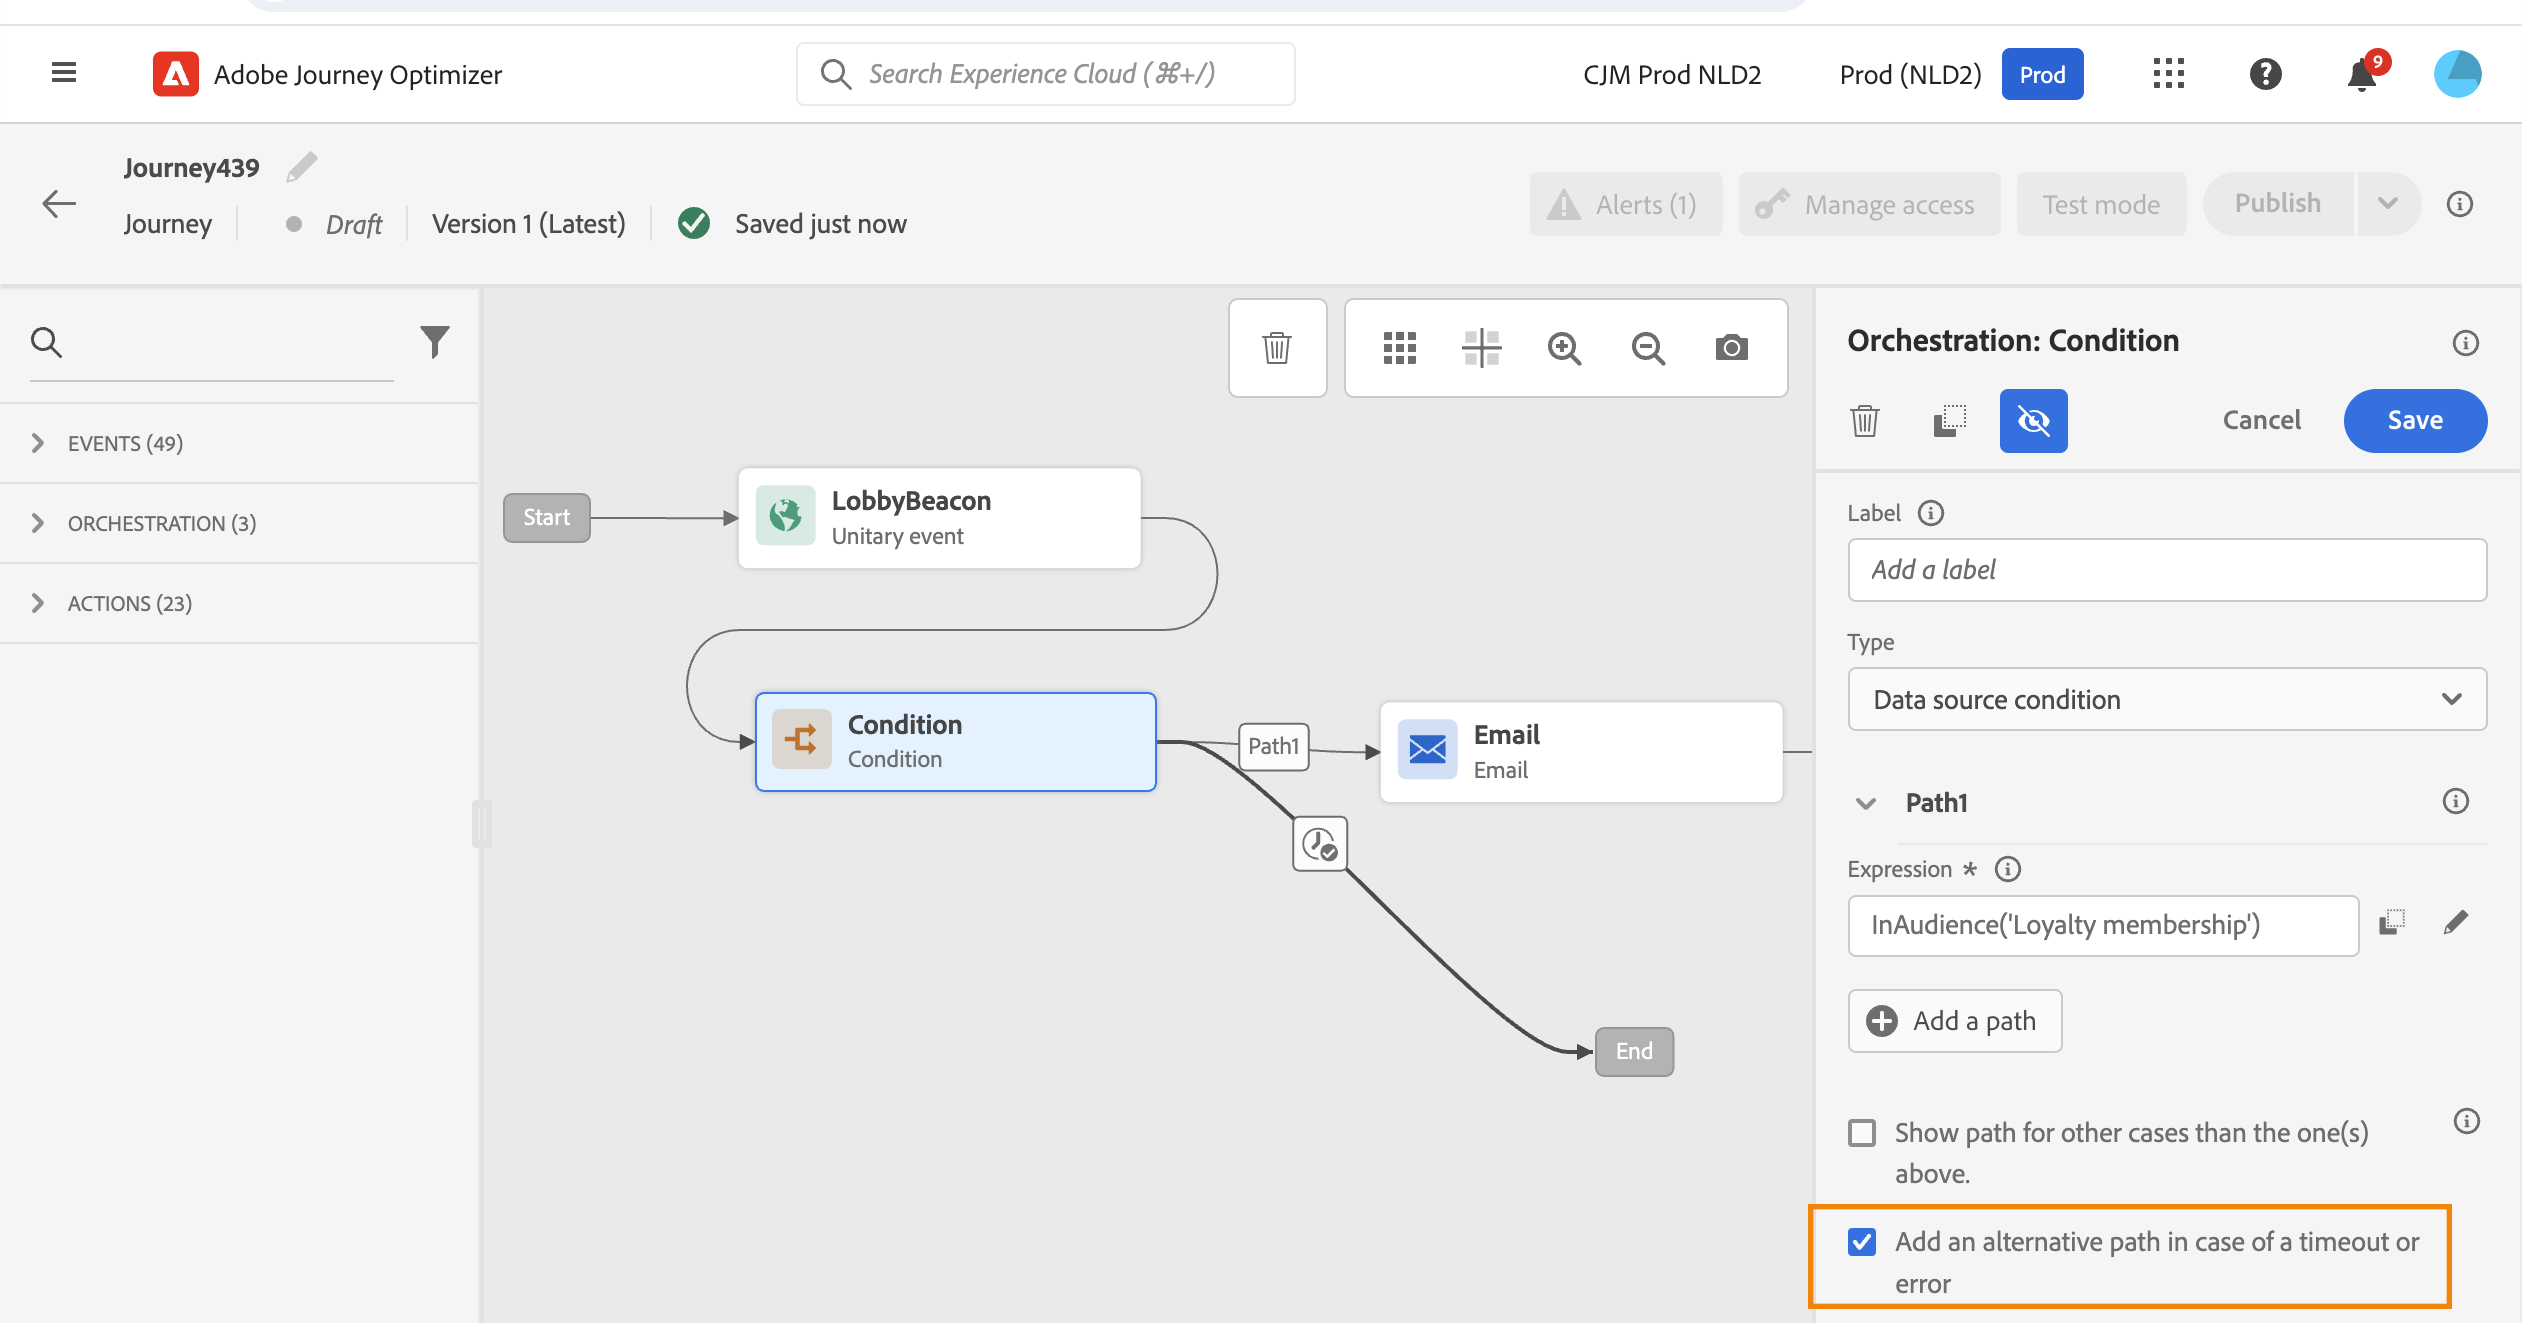 Adobe Journey Optimizer
Search Experience Cloud (⌘+/)
CJM Prod NLD2
Prod (NLD2)
Prod
9
Journey439
Journey
Draft
Version 1 (Latest)
Saved just now
Alerts (1)
Manage access
Test mode
Publish
EVENTS (49)
ORCHESTRATION (3)
ACTIONS (23)
Start
LobbyBeacon
Unitary event
Condition
Condition
Path1
Email
Email
End
Orchestration: Condition
Cancel
Save
Label
Add a label
Type
Data source condition
Path1
Expression *
InAudience('Loyalty membership')
Add a path
Show path for other cases than the one(s)
above.
Add an alternative path in case of a timeout or
error